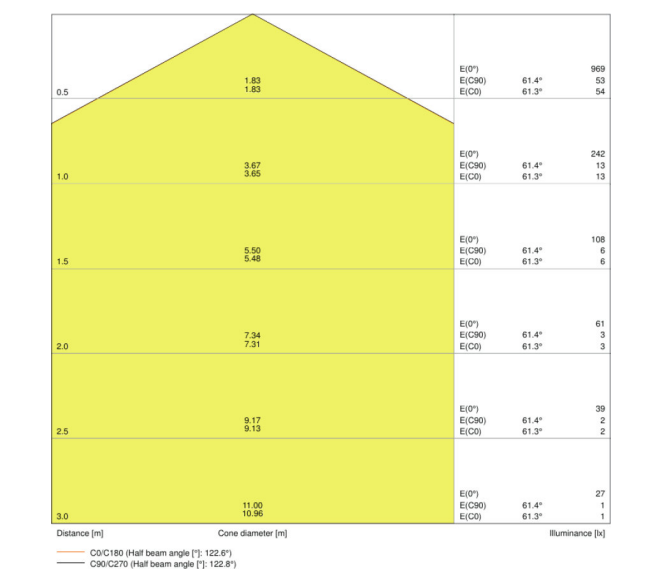 E(0°) 969
1.83 E(C90) 61.4° 53
0.5 1.83 E(C0) 61.3° 54
E(0°) 242
3.67 E(C90) 61.4° 13
1.0 3.65 E(C0) 61.3° 13
E(0°) 108
5.50 E(C90) 61.4° 6
1.5 5.48 E(C0) 61.3° 6
E(0°) 61
7.34 E(C90) 61.4° 3
2.0 7.31 E(C0) 61.3° 3
E(0°) 39
9.17 E(C90) 61.4° 2
2.5 9.13 E(C0) 61.3° 2
E(0°) 27
11.00 E(C90) 61.4° 1
3.0 10.96 E(C0) 61.3° 1
Distance [m] Cone diameter [m] Illuminance [lx]
C0/C180 (Half beam angle [°]: 122.6°)
C90/C270 (Half beam angle [°]: 122.8°)